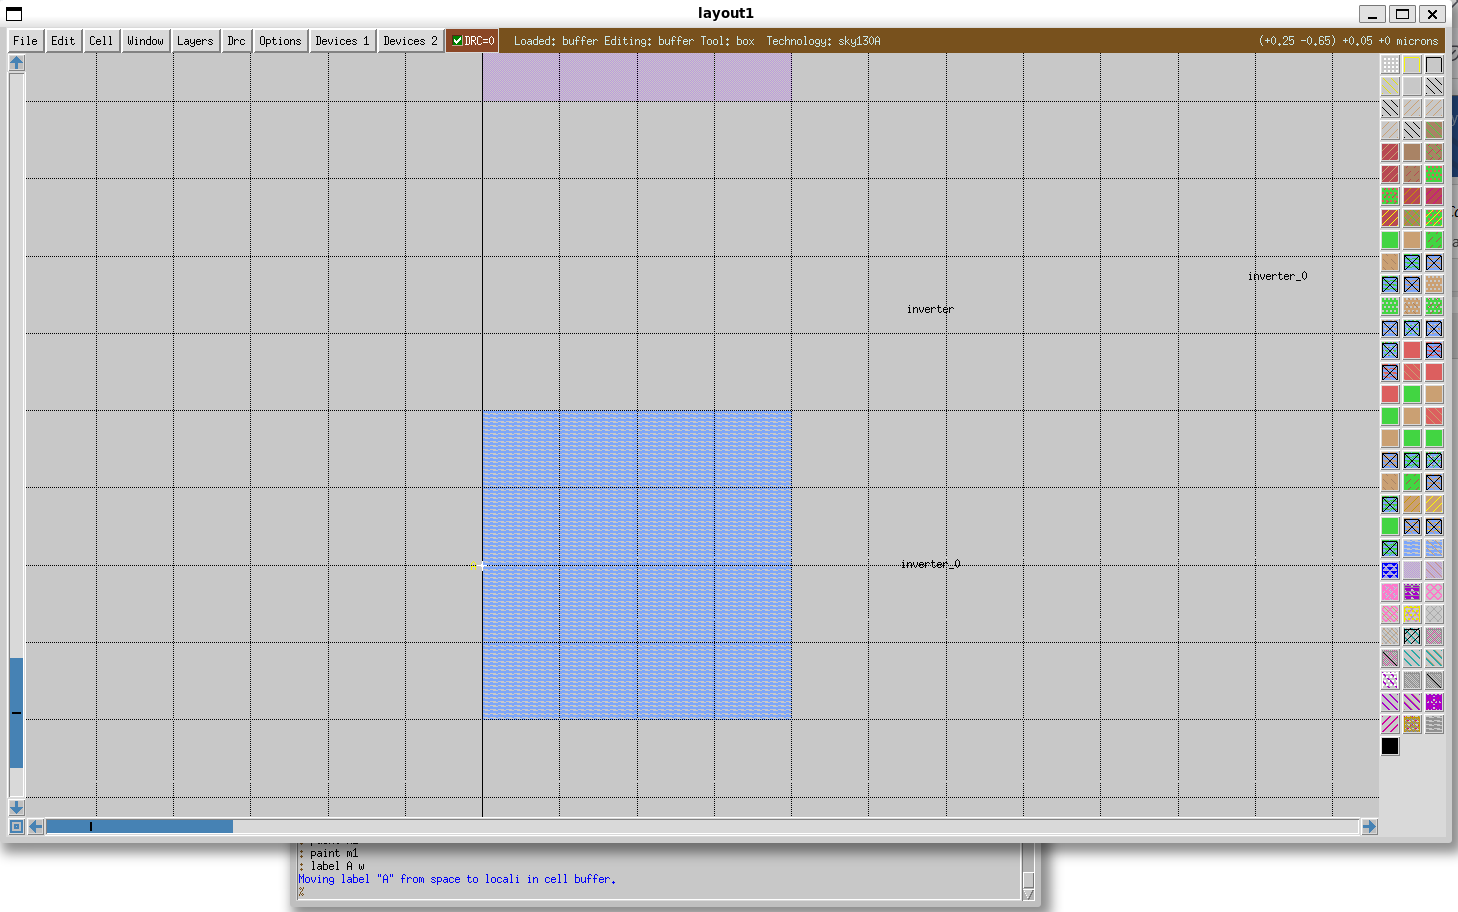 layout1
File Edit Cell Window Layers Drc Options Devices 1 Devices 2 DRC=0 Loaded: buffer Editing: buffer Tool: box Technology: sky130A (+0.25 -0.65) +0.05 +0 microns
inverter_0
inverter
inverter_0
: paint m1
: label A w
Moving label "A" from space to locali in cell buffer.
%